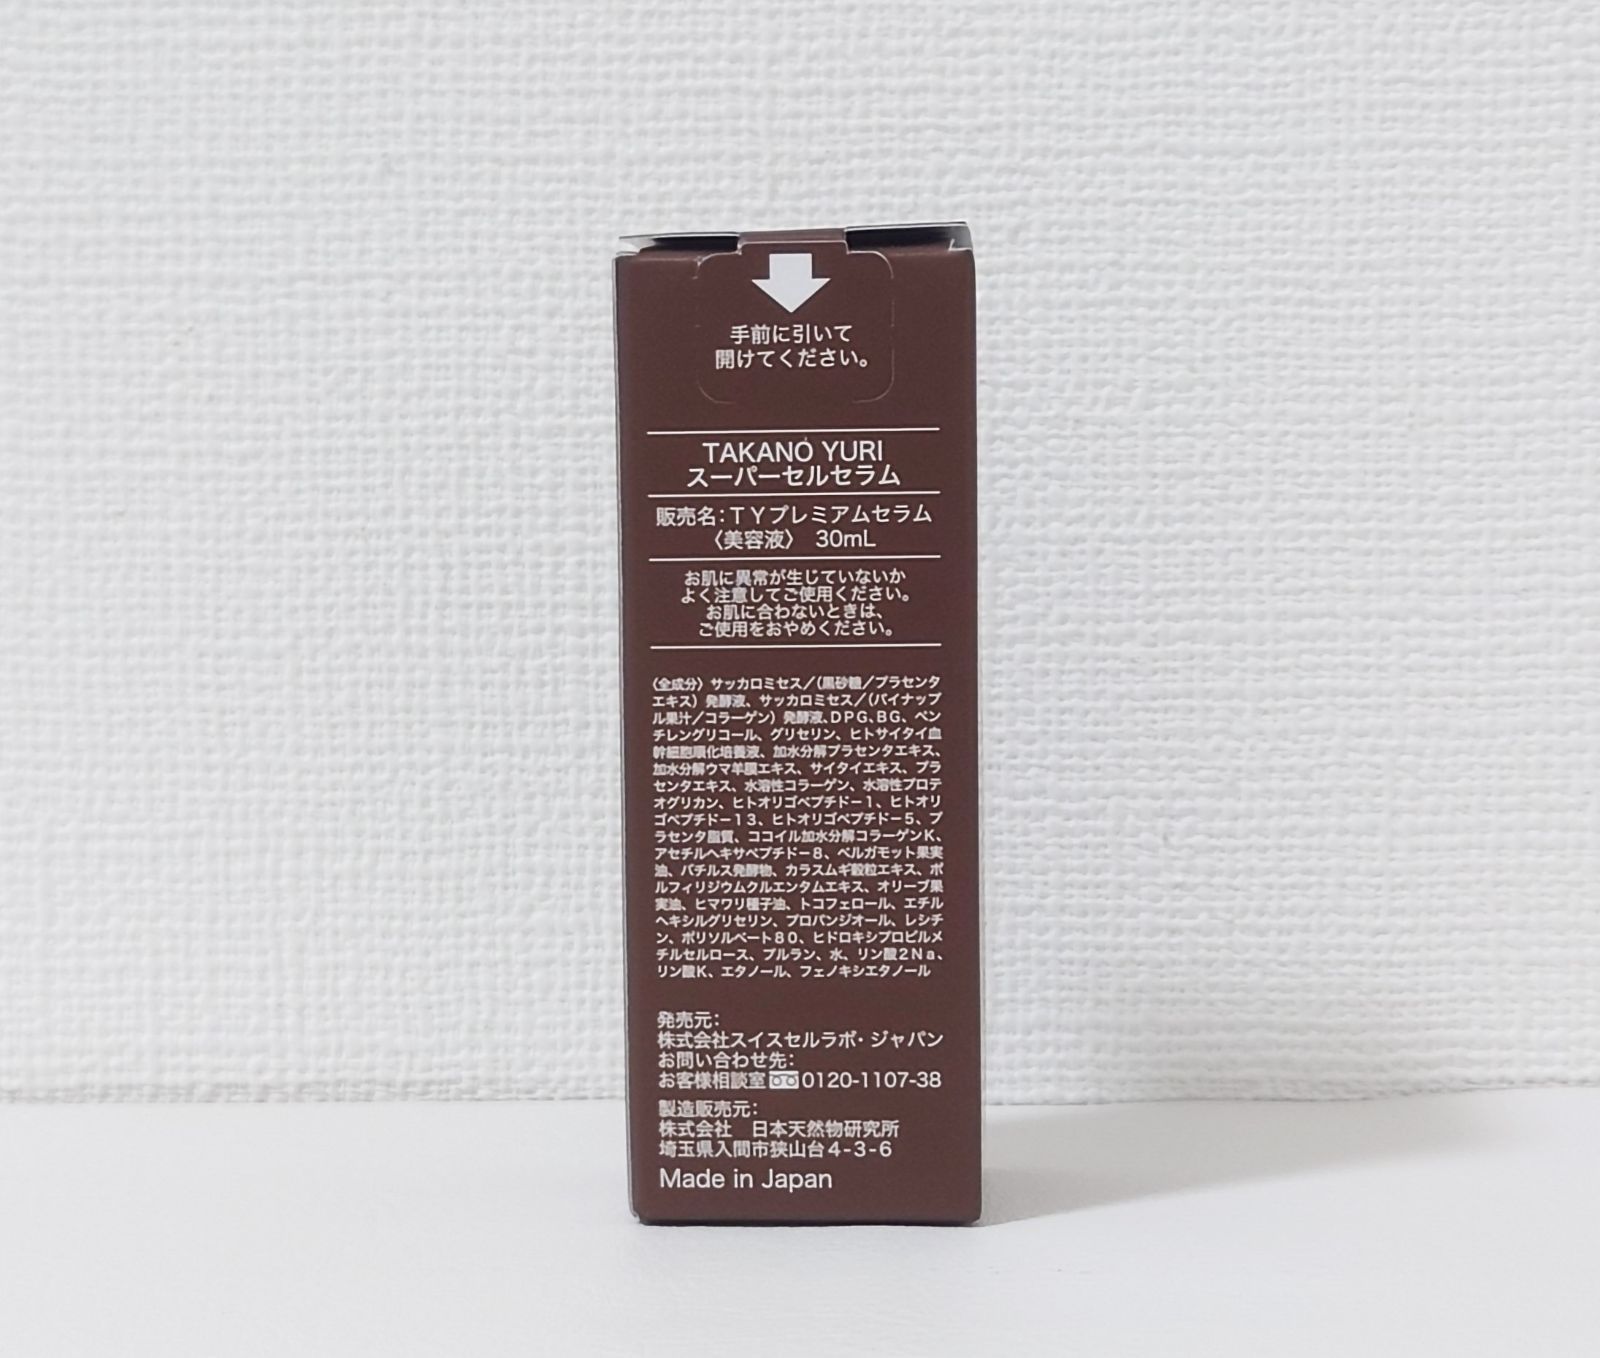 手前に引いて
開けてください。
TAKANO YURI
スーパーセルセラム
販売名：ＴＹプレミアムセラム
〈美容液〉 30mL
お肌に異常が生じていないか
よく注意してご使用ください。
お肌に合わないときは、
ご使用をおやめください。
〈全成分〉サッカロミセス／（黒砂糖／プラセンタ
エキス）発酵液、サッカロミセス／（パイナップ
ル果汁／コラーゲン）発酵液、DPG、BG、ペン
チレングリコール、グリセリン、ヒトサイタイ血
幹細胞順化培養液、加水分解プラセンタエキス、
加水分解ウマ羊膜エキス、サイタイエキス、プラ
センタエキス、水溶性コラーゲン、水溶性プロテ
オグリカン、ヒトオリゴペプチド－１、ヒトオリ
ゴペプチド－１３、ヒトオリゴペプチド－５、プ
ラセンタ脂質、ココイル加水分解コラーゲンＫ、
アセチルヘキサペプチド－８、ベルガモット果実
油、バチルス発酵物、カラスムギ穀粒エキス、ポ
ルフィリジウムクルエンタムエキス、オリーブ果
実油、ヒマワリ種子油、トコフェロール、エチル
ヘキシルグリセリン、プロパンジオール、レシチ
ン、ポリソルベート８０、ヒドロキシプロピルメ
チルセルロース、プルラン、水、リン酸２Ｎａ、
リン酸Ｋ、エタノール、フェノキシエタノール
発売元：
株式会社スイスセルラボ・ジャパン
お問い合わせ先：
お客様相談室 0120-1107-38
製造販売元：
株式会社　日本天然物研究所
埼玉県入間市狭山台4-3-6
Made in Japan